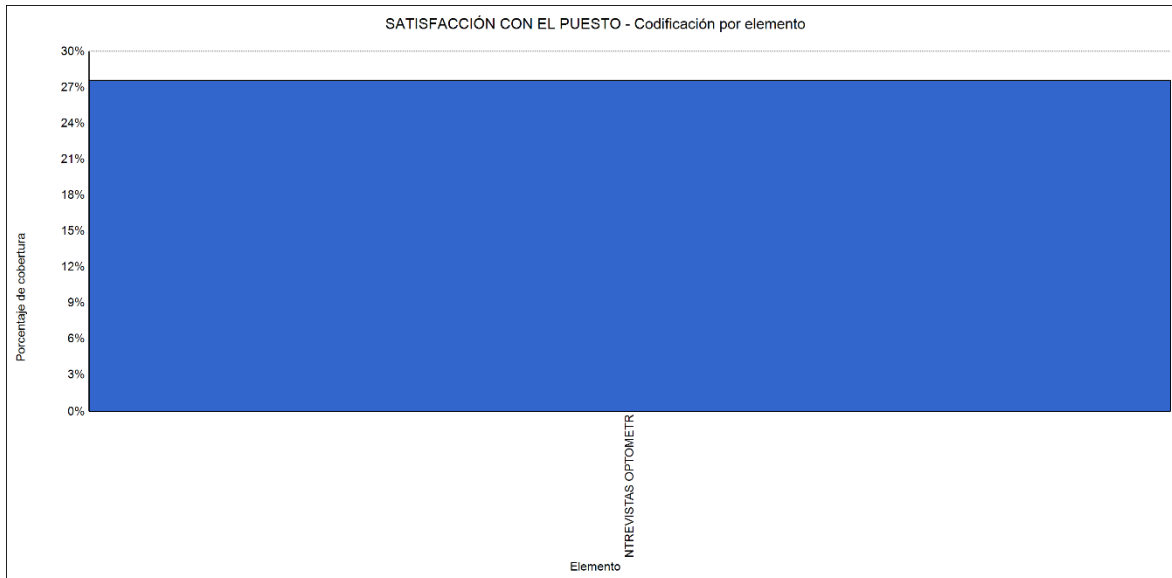 SATISFACCIÓN CON EL PUESTO - Codificación por elemento
30%
27%
24%
21%
18%
15%
12%
9%
6%
3%
0%
Porcentaje de cobertura
NTREVISTAS OPTOMETR
Elemento